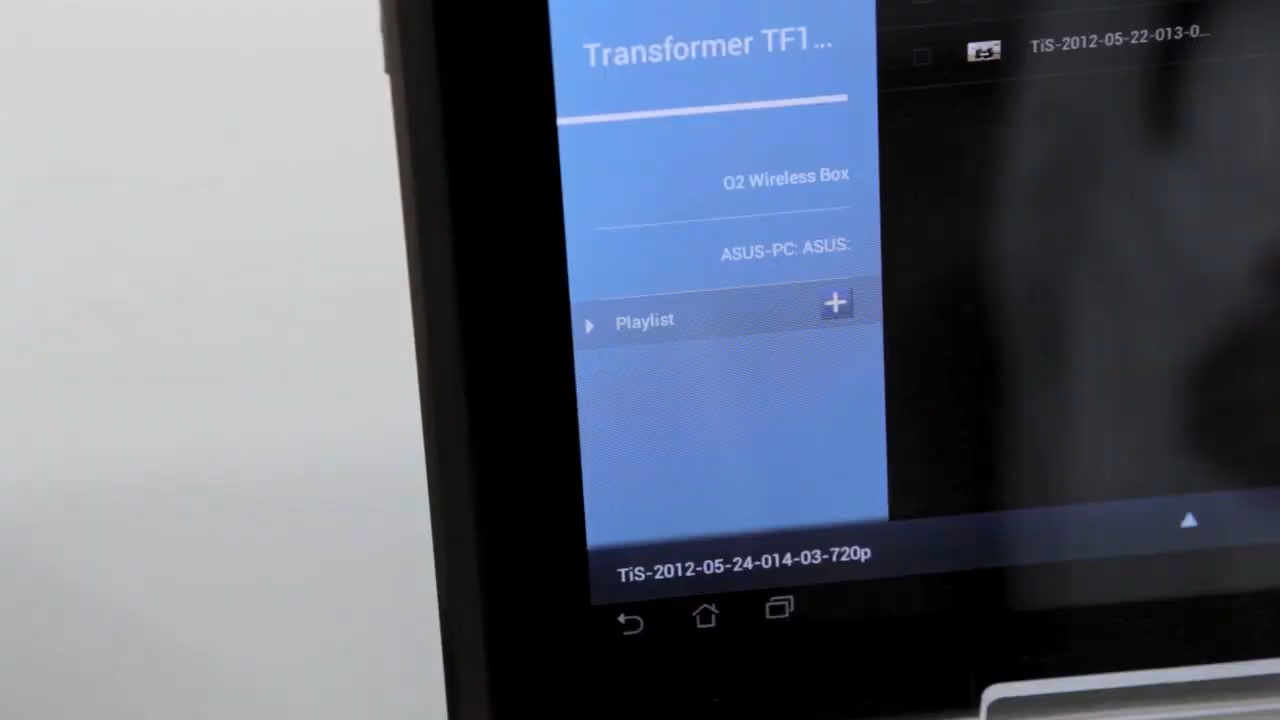 Transformer TF1...
TiS-2012-05-22-013-0...
O2 Wireless Box
ASUS-PC: ASUS:
Playlist
TiS-2012-05-24-014-03-720p